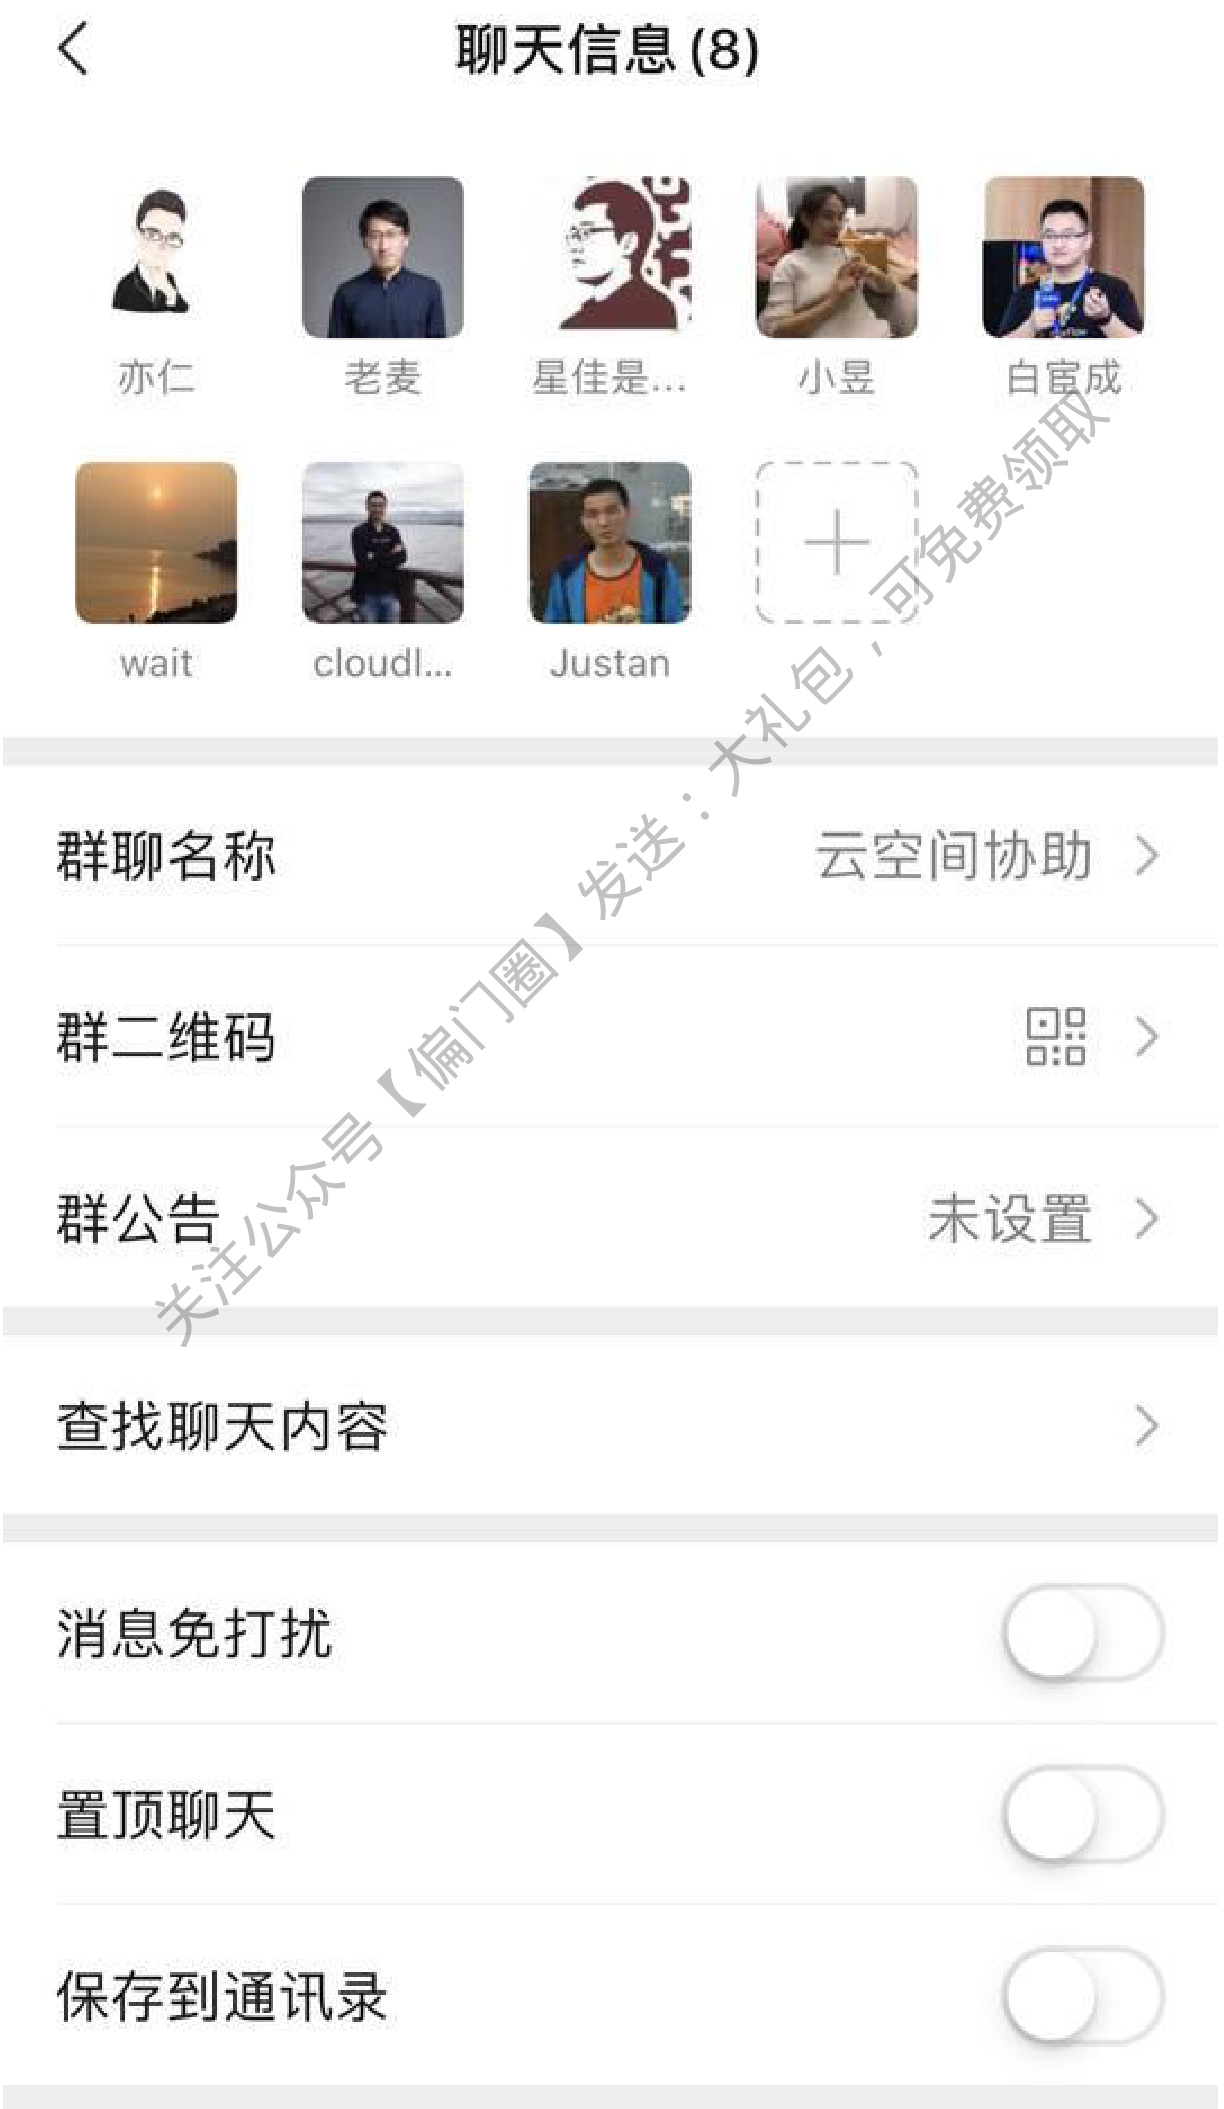 聊天信息(8)
亦仁
老麦
星佳是...
小昱
白宦成
wait
cloudl...
Justan
群聊名称
云空间协助
群二维码
群公告
未设置
查找聊天内容
消息免打扰
置顶聊天
保存到通讯录
关注公众号【偏门圈】发送：大礼包，可免费领取